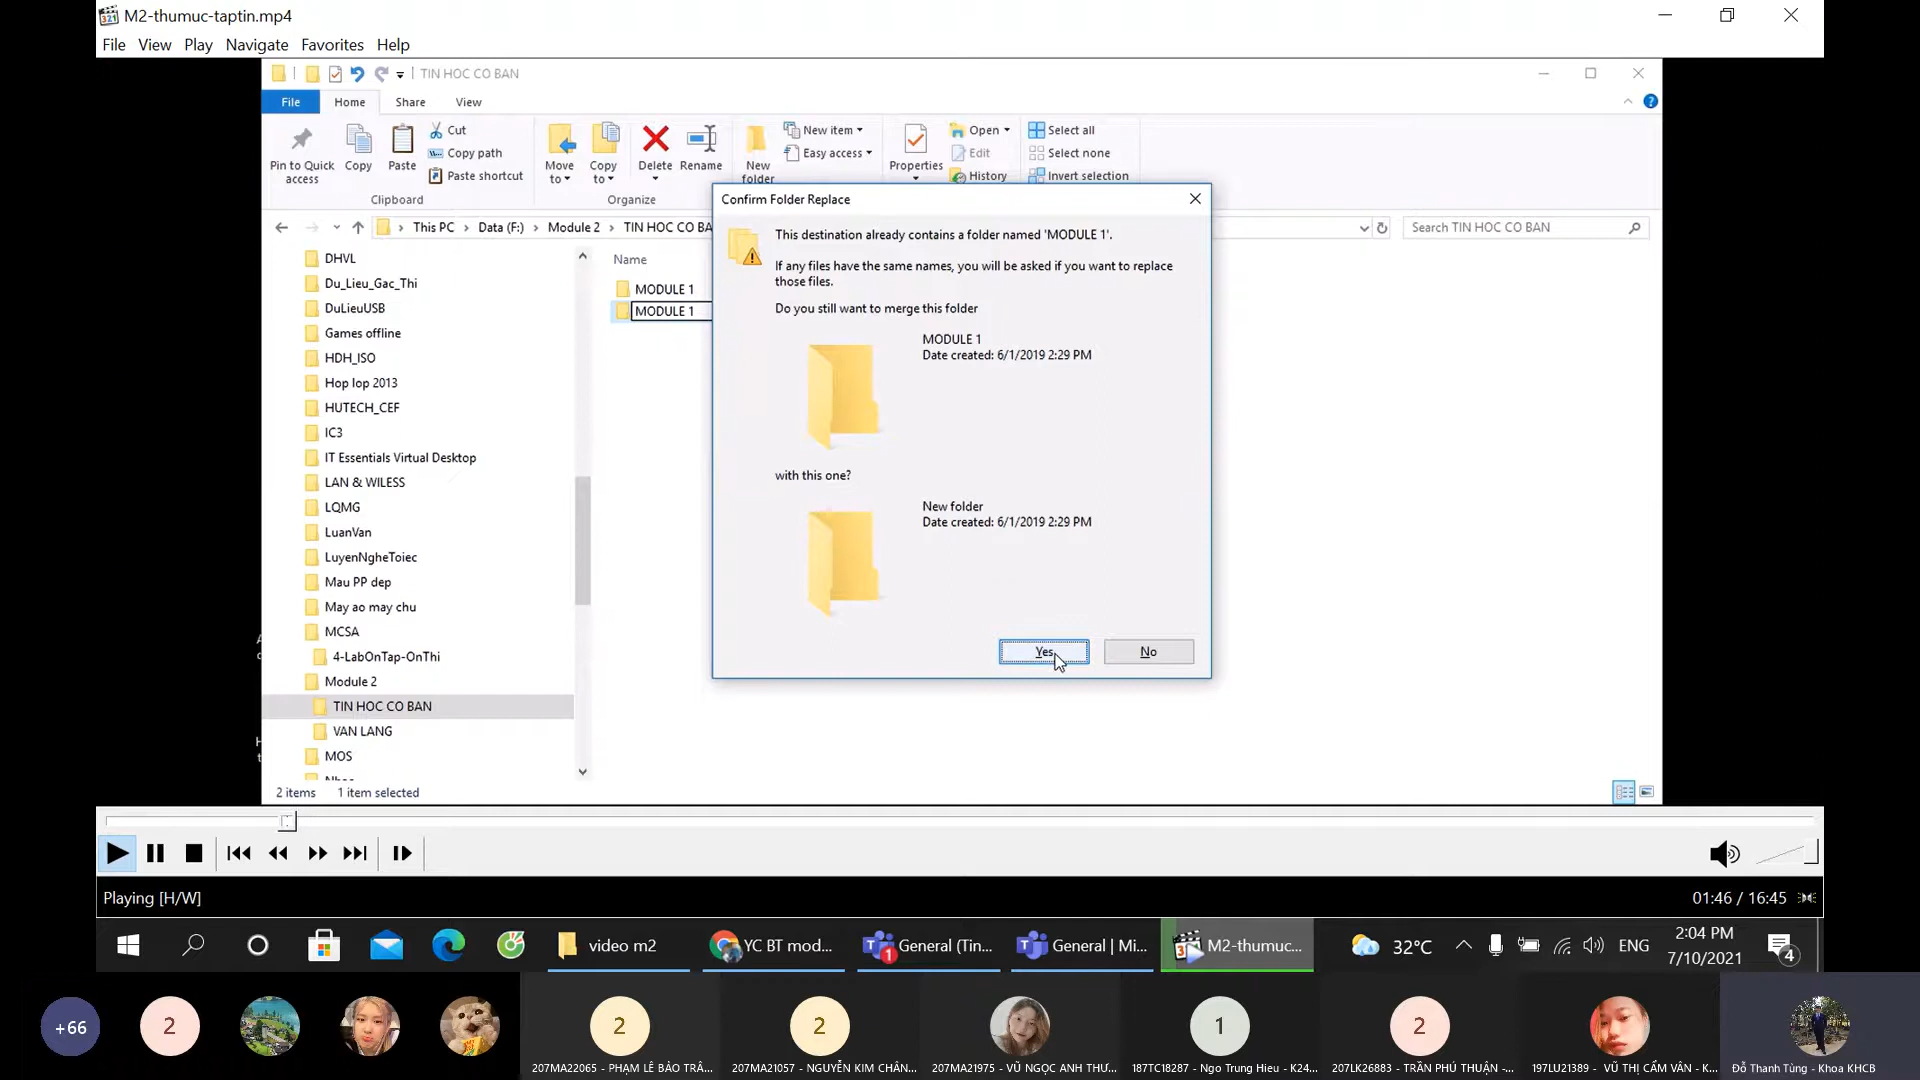 M2-thumuc-taptin.mp4
File View Play Navigate Favorites Help
TIN HOC CO BAN
File Home Share View
Pin to Quick access
Copy
Paste
Cut
Copy path
Paste shortcut
Clipboard
Move to
Copy to
Delete
Rename
Organize
New folder
New item
Easy access
Properties
Open
Edit
History
Select all
Select none
Invert selection
This PC > Data (F:) > Module 2 > TIN HOC CO BA
Search TIN HOC CO BAN
DHVL
Du_Lieu_Gac_Thi
DuLieuUSB
Games offline
HDH_ISO
Hop lop 2013
HUTECH_CEF
IC3
IT Essentials Virtual Desktop
LAN & WILESS
LQMG
LuanVan
LuyenNgheToiec
Mau PP dep
May ao may chu
MCSA
4-LabOnTap-OnThi
Module 2
TIN HOC CO BAN
VAN LANG
MOS
Name
MODULE 1
MODULE 1
Confirm Folder Replace
This destination already contains a folder named 'MODULE 1'.
If any files have the same names, you will be asked if you want to replace
those files.
Do you still want to merge this folder
MODULE 1
Date created: 6/1/2019 2:29 PM
with this one?
New folder
Date created: 6/1/2019 2:29 PM
Yes No
2 items 1 item selected
Playing [H/W]
01:46 / 16:45
video m2
YC BT mod...
1
General (Tin...
General | Mi...
321
M2-thumuc...
32°C
ENG
2:04 PM
7/10/2021
4
+66
2
2
2
1
2
207MA22065 - PHẠM LÊ BẢO TRÂ...
207MA21057 - NGUYỄN KIM CHÂN...
207MA21975 - VŨ NGỌC ANH THƯ...
187TC18287 - Ngo Trung Hieu - K24...
207LK26883 - TRẦN PHÚ THUẬN -...
197LU21389 - VŨ THỊ CẨM VÂN - K...
Đỗ Thanh Tùng - Khoa KHCB